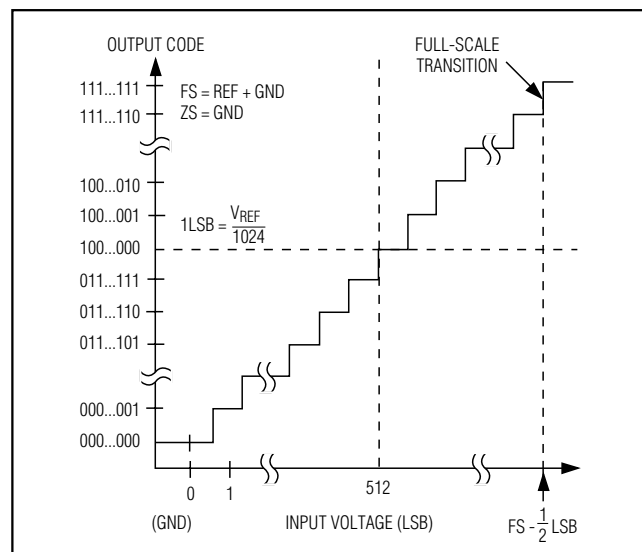 OUTPUT CODE
FULL-SCALE
TRANSITION
111...111
FS = REF + GND
111...110
ZS = GND
100...010
100...001
1LSB = V_REF/1024
100...000
011...111
011...110
011...101
000...001
000...000
0 1 512
(GND) INPUT VOLTAGE (LSB) FS - 1/2 LSB